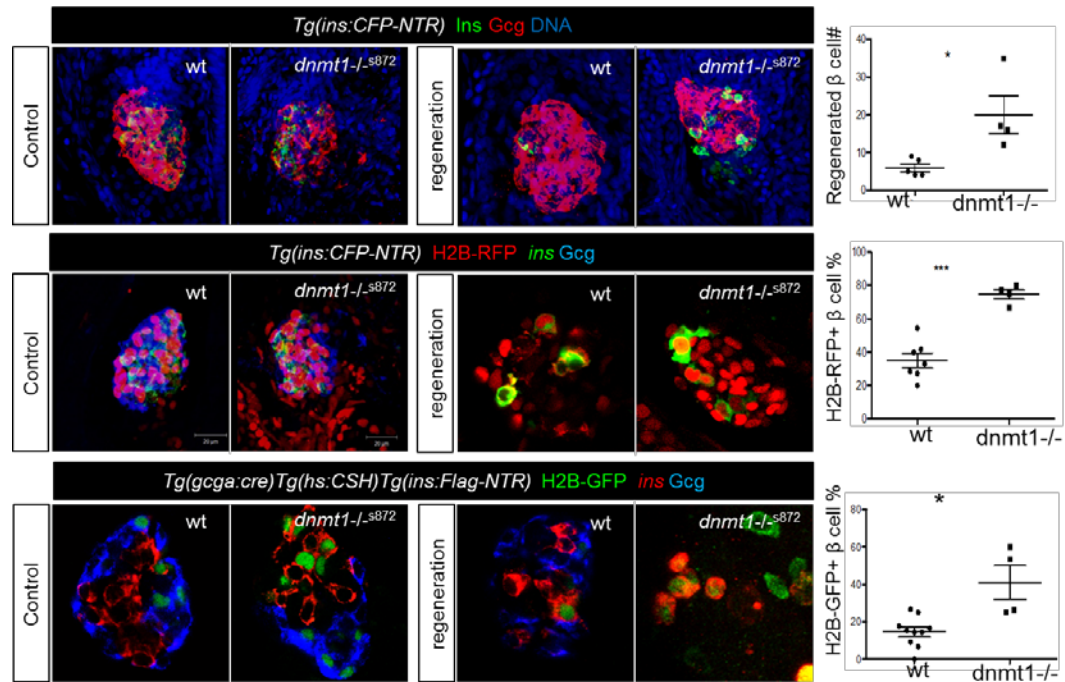 Tg(ins:CFP-NTR) Ins Gcg DNA
Control
wt
dnmt1-/-s872
regeneration
wt
dnmt1-/-s872
Regenerated β cell#
40
30
20
10
0
*
wt
dnmt1-/-
Tg(ins:CFP-NTR) H2B-RFP ins Gcg
Control
wt
20 μm
dnmt1-/-s872
20 μm
regeneration
wt
dnmt1-/-s872
H2B-RFP+ β cell %
100
80
60
40
20
0
***
wt
dnmt1-/-
Tg(gcga:cre)Tg(hs:CSH)Tg(ins:Flag-NTR) H2B-GFP ins Gcg
Control
wt
dnmt1-/-s872
regeneration
wt
dnmt1-/-s872
H2B-GFP+ β cell %
80
60
40
20
0
*
wt
dnmt1-/-